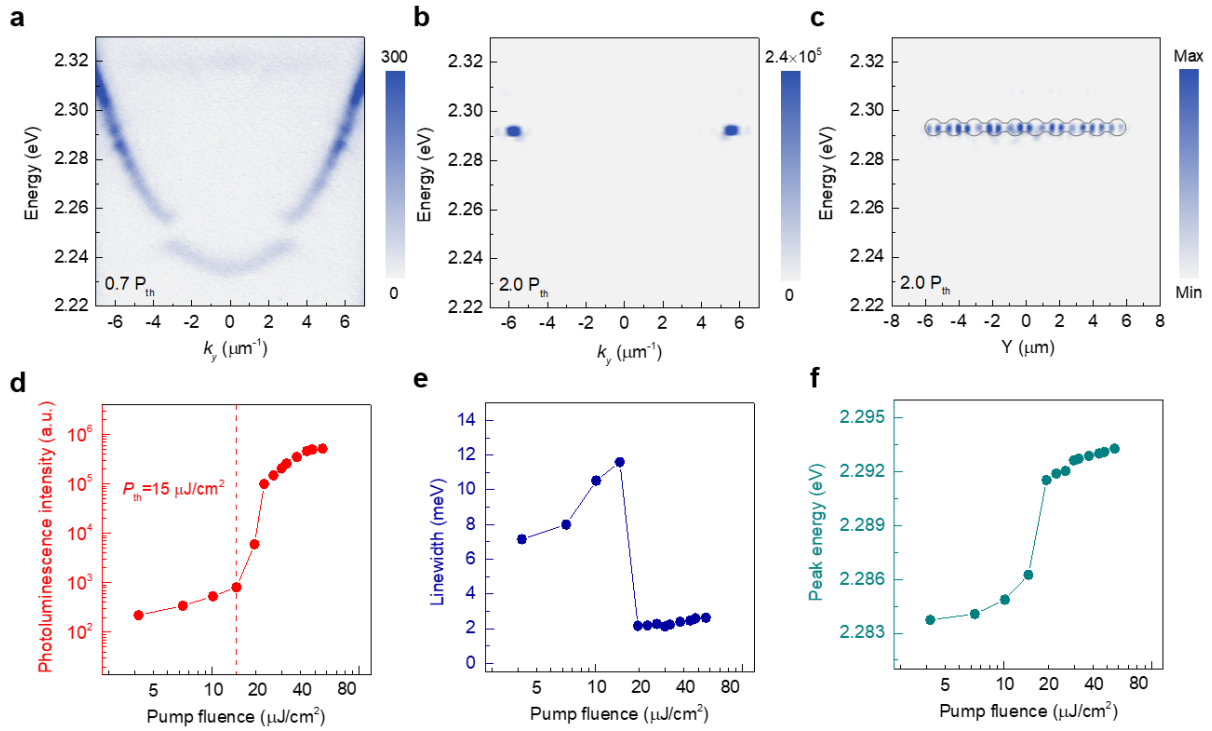 a
b
c
2.32
2.30
2.28
2.26
2.24
2.22
Energy (eV)
0.7 Pth
-6 -4 -2 0 2 4 6
ky (μm-1)
300
0
2.32
2.30
2.28
2.26
2.24
2.22
Energy (eV)
2.0 Pth
-6 -4 -2 0 2 4 6
ky (μm-1)
2.4×10^5
0
2.32
2.30
2.28
2.26
2.24
2.22
Energy (eV)
2.0 Pth
-8 -6 -4 -2 0 2 4 6 8
Y (μm)
Max
Min
d
e
f
10^6
10^5
10^4
10^3
10^2
Photoluminescence intensity (a.u.)
Pth=15 μJ/cm2
5 10 20 40 80
Pump fluence (μJ/cm2)
14
12
10
8
6
4
2
0
Linewidth (meV)
5 10 20 40 80
Pump fluence (μJ/cm2)
2.295
2.292
2.289
2.286
2.283
Peak energy (eV)
5 10 20 40 80
Pump fluence (μJ/cm2)